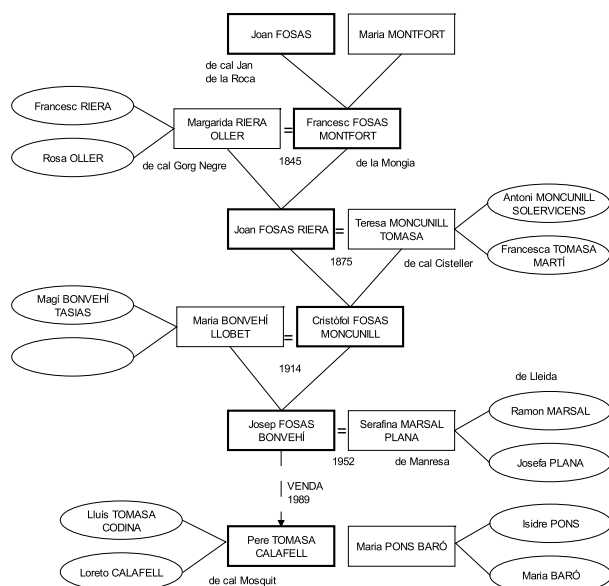 Joan FOSAS
Maria MONTFORT
de cal Jan
de la Roca
Francesc RIERA
Margarida RIERA
OLLER
=
Francesc FOSAS
MONTFORT
Rosa OLLER
de cal Gorg Negre
1845
de la Mongia
Joan FOSAS RIERA
=
Teresa MONCUNILL
TOMASA
Antoni MONCUNILL
SOLERVICENS
Francesca TOMASA
MARTÍ
1875
de cal Cisteller
Magí BONVEHÍ
TASIAS
Maria BONVEHÍ
LLOBET
=
Cristòfol FOSAS
MONCUNILL
1914
de Lleida
Josep FOSAS
BONVEHÍ
=
Serafina MARSAL
PLANA
Ramon MARSAL
Josefa PLANA
1952
de Manresa
VENDA
1989
Lluis TOMASA
CODINA
Loreto CALAFELL
Pere TOMASA
CALAFELL
Maria PONS BARÓ
Isidre PONS
Maria BARÓ
de cal Mosquit